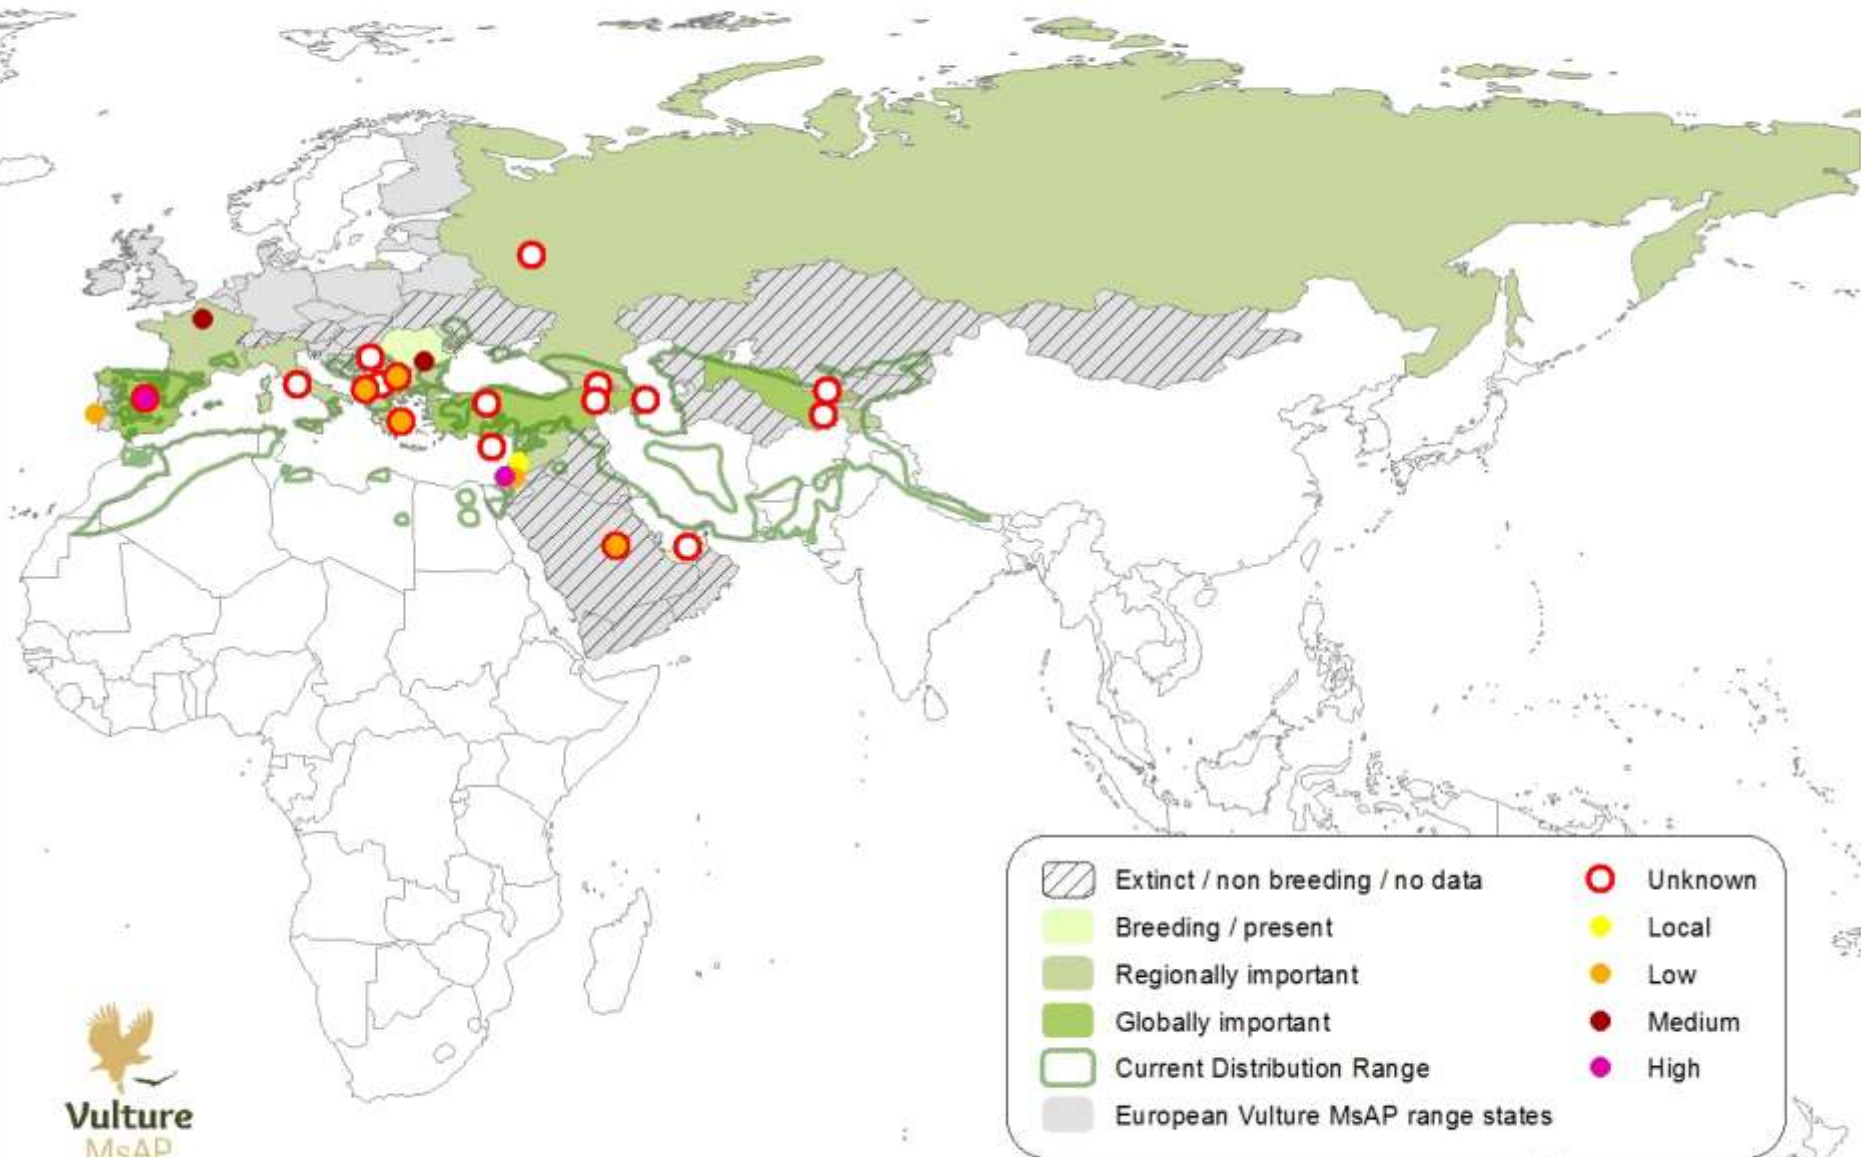 Extinct / non breeding / no data
Unknown
Breeding / present
Local
Regionally important
Low
Globally important
Medium
Current Distribution Range
High
European Vulture MsAP range states
Vulture
MsAP